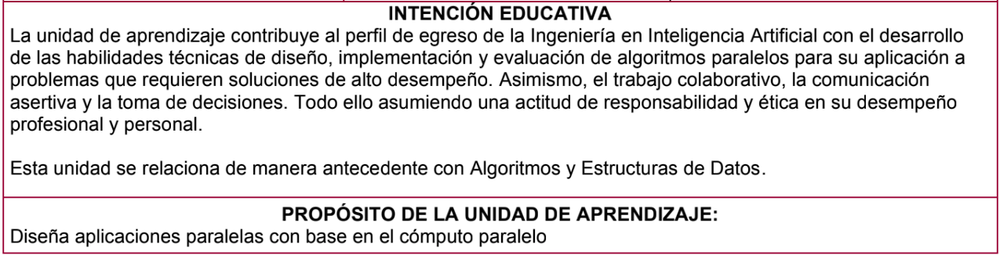 INTENCIÓN EDUCATIVA
La unidad de aprendizaje contribuye al perfil de egreso de la Ingeniería en Inteligencia Artificial con el desarrollo
de las habilidades técnicas de diseño, implementación y evaluación de algoritmos paralelos para su aplicación a
problemas que requieren soluciones de alto desempeño. Asimismo, el trabajo colaborativo, la comunicación
asertiva y la toma de decisiones. Todo ello asumiendo una actitud de responsabilidad y ética en su desempeño
profesional y personal.
Esta unidad se relaciona de manera antecedente con Algoritmos y Estructuras de Datos.
PROPÓSITO DE LA UNIDAD DE APRENDIZAJE:
Diseña aplicaciones paralelas con base en el cómputo paralelo